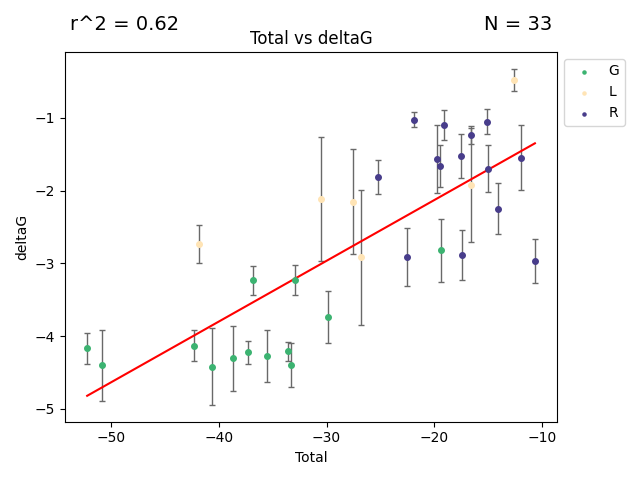 r^2 = 0.62
N = 33
Total vs deltaG
G
L
R
−1
−2
−3
−4
−5
deltaG
−50
−40
−30
−20
−10
Total